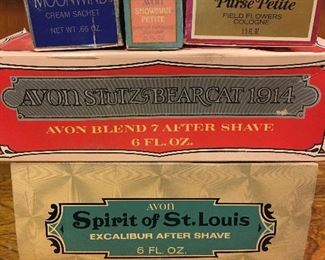 MOONWIND
CREAM SACHET
NET WT. .66 OZ.
SNOWMAN
PETITE
Purse Petite
FIELD FLOWERS
COLOGNE
AVON STUTZ BEARCAT 1914
AVON BLEND 7 AFTER SHAVE
6 FL. OZ.
AVON
Spirit of St. Louis
EXCALIBUR AFTER SHAVE
6 FL. OZ.